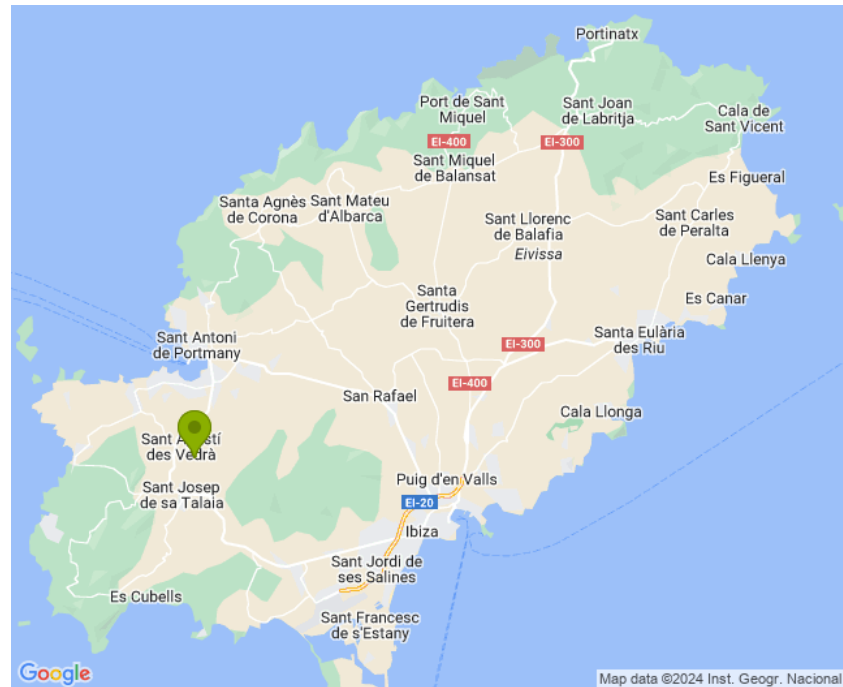 Portinatx
Port de Sant
Miquel
Sant Joan
de Labritja
Cala de
Sant Vicent
EI-400
EI-300
Sant Miquel
de Balansat
Es Figueral
Santa Agnès
de Corona
Sant Mateu
d'Albarca
Sant Llorenc
de Balafia
Eivissa
Sant Carles
de Peralta
Cala Llenya
Santa
Gertrudis
de Fruitera
Es Canar
Sant Antoni
de Portmany
EI-300
Santa Eulària
des Riu
EI-400
San Rafael
Cala Llonga
Sant
des Vedrà
Puig d'en Valls
Sant Josep
de sa Talaia
EI-20
Ibiza
Sant Jordi de
ses Salines
Es Cubells
Sant Francesc
de s'Estany
Google
Map data ©2024 Inst. Geogr. Nacional